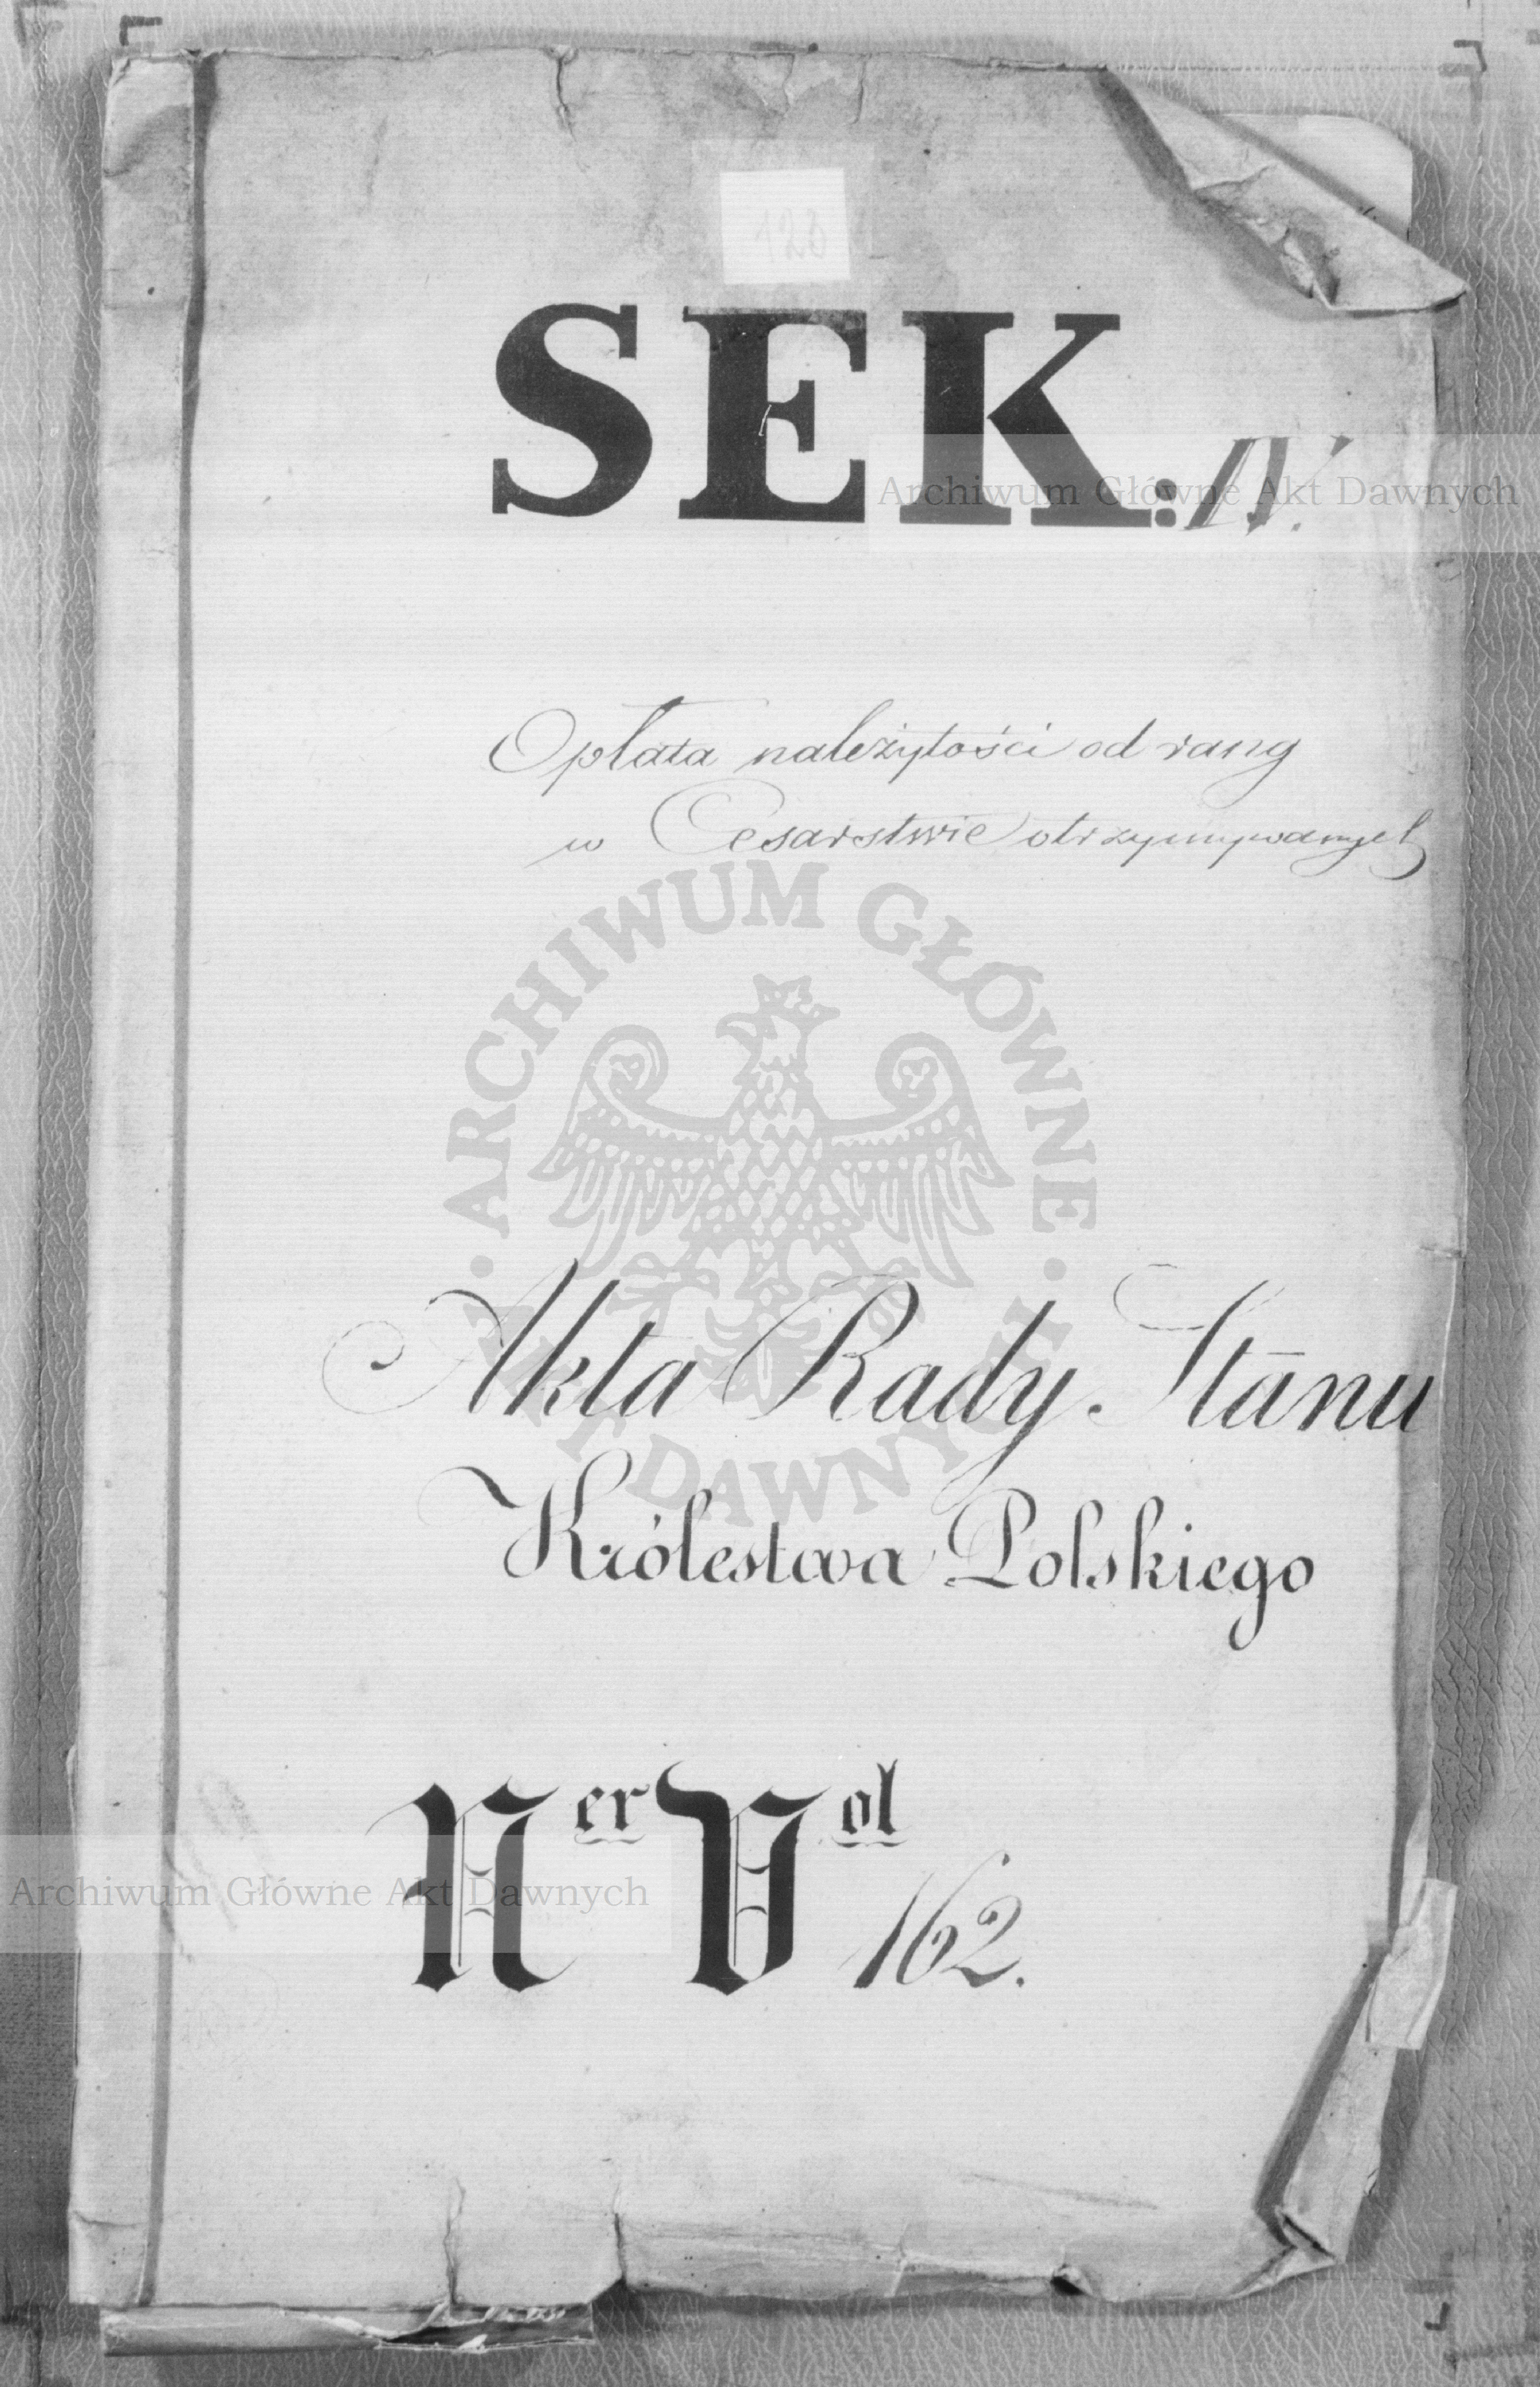 123
SEK: IV.
Opłata należytości od rang
w Cesarstwie otrzymywanych
Akta Rady Stanu
Królestwa Polskiego
Ner Vol 162.
Archiwum Główne Akt Dawnych
ARCHIWUM GŁÓWNE
AKT DAWNYCH
Archiwum Główne Akt Dawnych